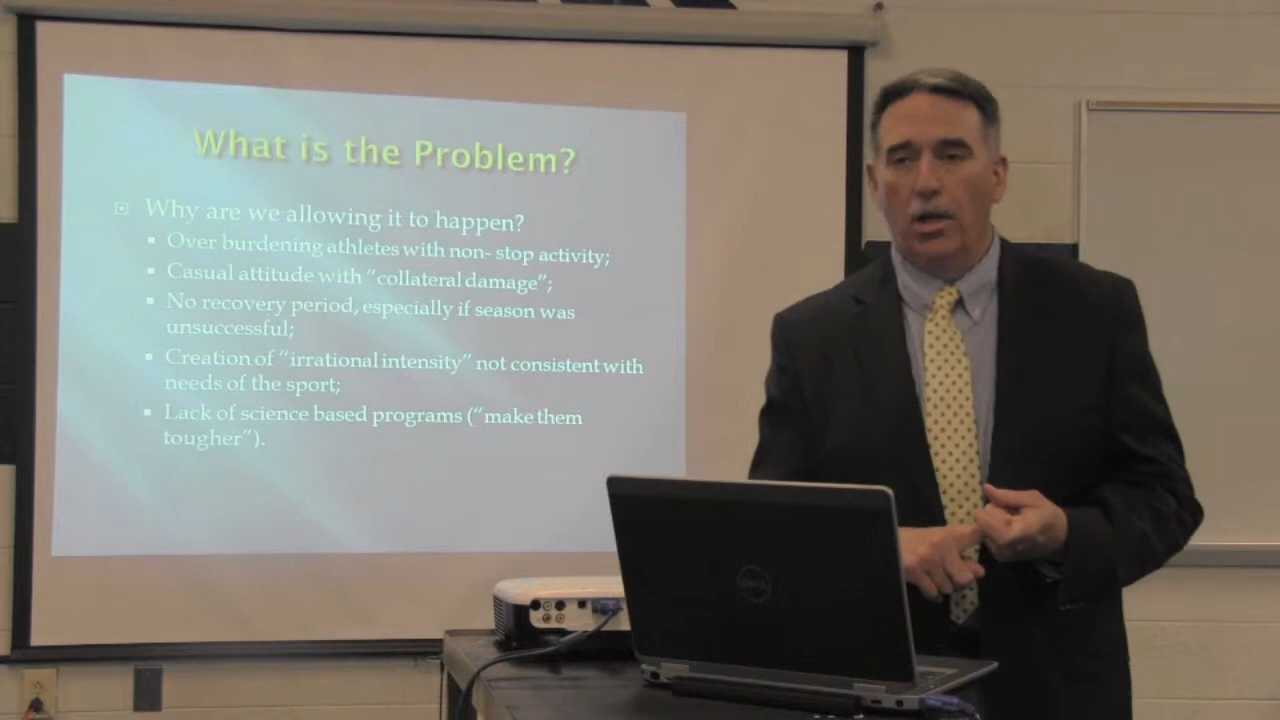 What is the Problem?
Why are we allowing it to happen?
Over burdening athletes with non- stop activity;
Casual attitude with "collateral damage";
No recovery period, especially if season was
unsuccessful;
Creation of "irrational intensity" not consistent with
needs of the sport;
Lack of science based programs ("make them
tougher").
DELL